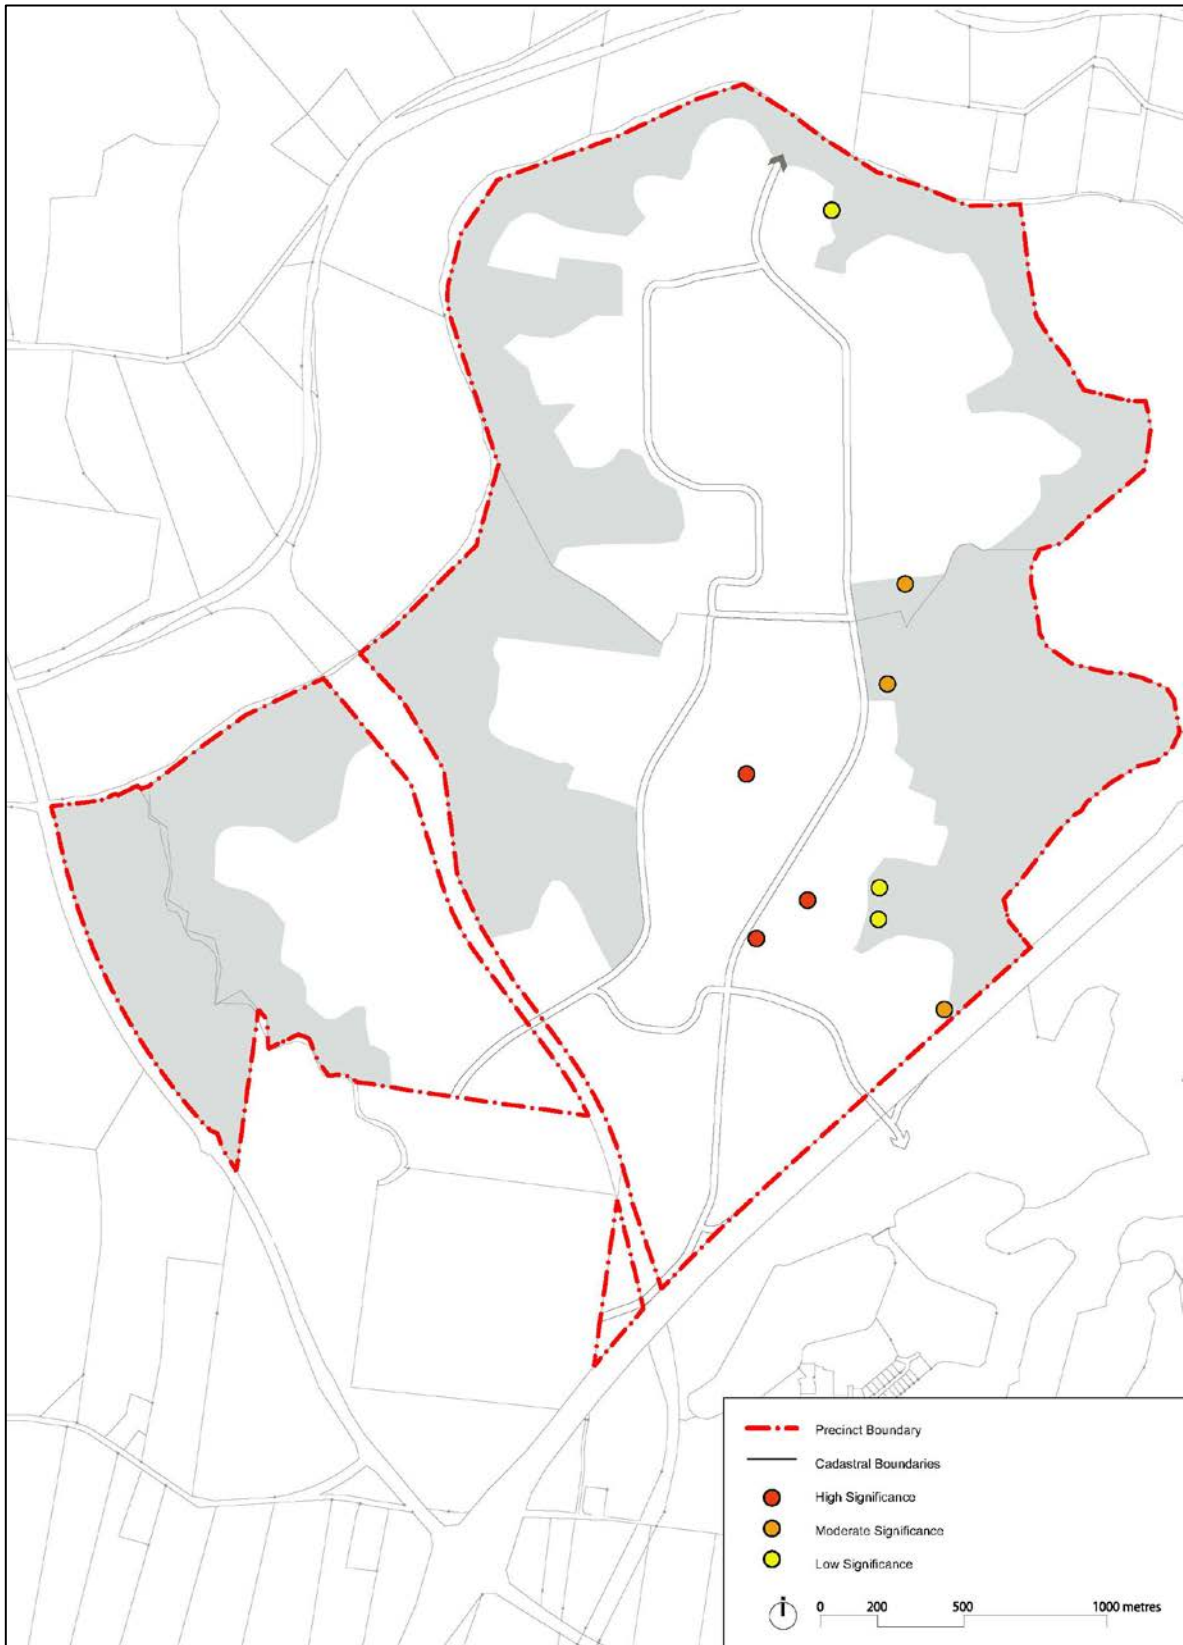 Precinct Boundary
Cadastral Boundaries
High Significance
Moderate Significance
Low Significance
0 200 500 1000 metres